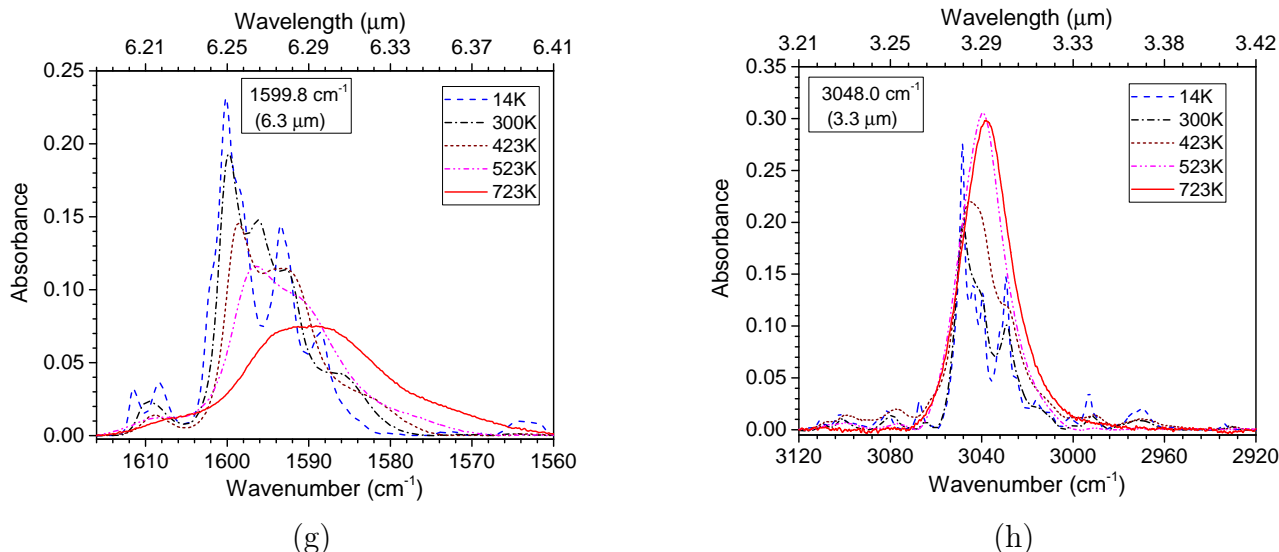 Wavelength (μm)
6.21 6.25 6.29 6.33 6.37 6.41
0.25
0.20
0.15
0.10
0.05
0.00
Absorbance
1599.8 cm⁻¹
(6.3 μm)
14K
300K
423K
523K
723K
1610 1600 1590 1580 1570 1560
Wavenumber (cm⁻¹)
(g)
Wavelength (μm)
3.21 3.25 3.29 3.33 3.38 3.42
0.35
0.30
0.25
0.20
0.15
0.10
0.05
0.00
Absorbance
3048.0 cm⁻¹
(3.3 μm)
14K
300K
423K
523K
723K
3120 3080 3040 3000 2960 2920
Wavenumber (cm⁻¹)
(h)